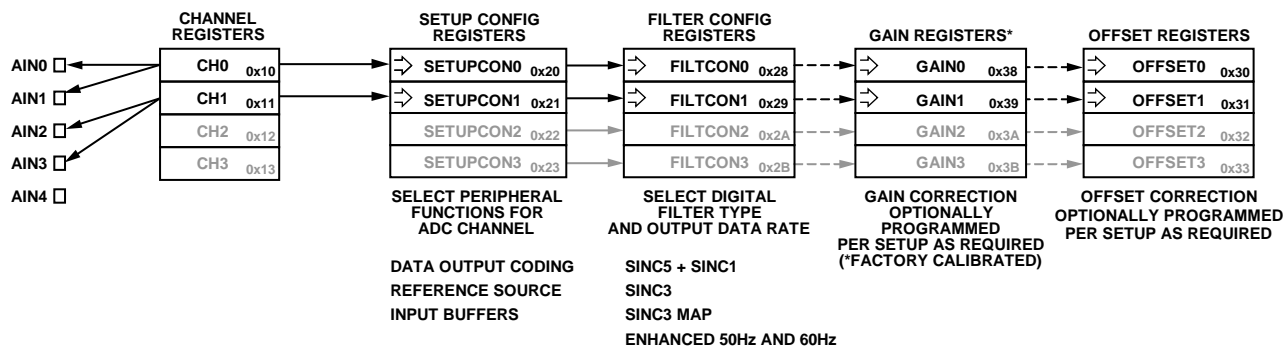 CHANNEL
REGISTERS
SETUP CONFIG
REGISTERS
FILTER CONFIG
REGISTERS
GAIN REGISTERS*
OFFSET REGISTERS
AIN0
AIN1
AIN2
AIN3
AIN4
CH0 0x10
CH1 0x11
CH2 0x12
CH3 0x13
SETUPCON0 0x20
SETUPCON1 0x21
SETUPCON2 0x22
SETUPCON3 0x23
FILTCON0 0x28
FILTCON1 0x29
FILTCON2 0x2A
FILTCON3 0x2B
GAIN0 0x38
GAIN1 0x39
GAIN2 0x3A
GAIN3 0x3B
OFFSET0 0x30
OFFSET1 0x31
OFFSET2 0x32
OFFSET3 0x33
SELECT PERIPHERAL
FUNCTIONS FOR
ADC CHANNEL
SELECT DIGITAL
FILTER TYPE
AND OUTPUT DATA RATE
GAIN CORRECTION
OPTIONALLY
PROGRAMMED
PER SETUP AS REQUIRED
(*FACTORY CALIBRATED)
OFFSET CORRECTION
OPTIONALLY PROGRAMMED
PER SETUP AS REQUIRED
DATA OUTPUT CODING
REFERENCE SOURCE
INPUT BUFFERS
SINC5 + SINC1
SINC3
SINC3 MAP
ENHANCED 50Hz AND 60Hz